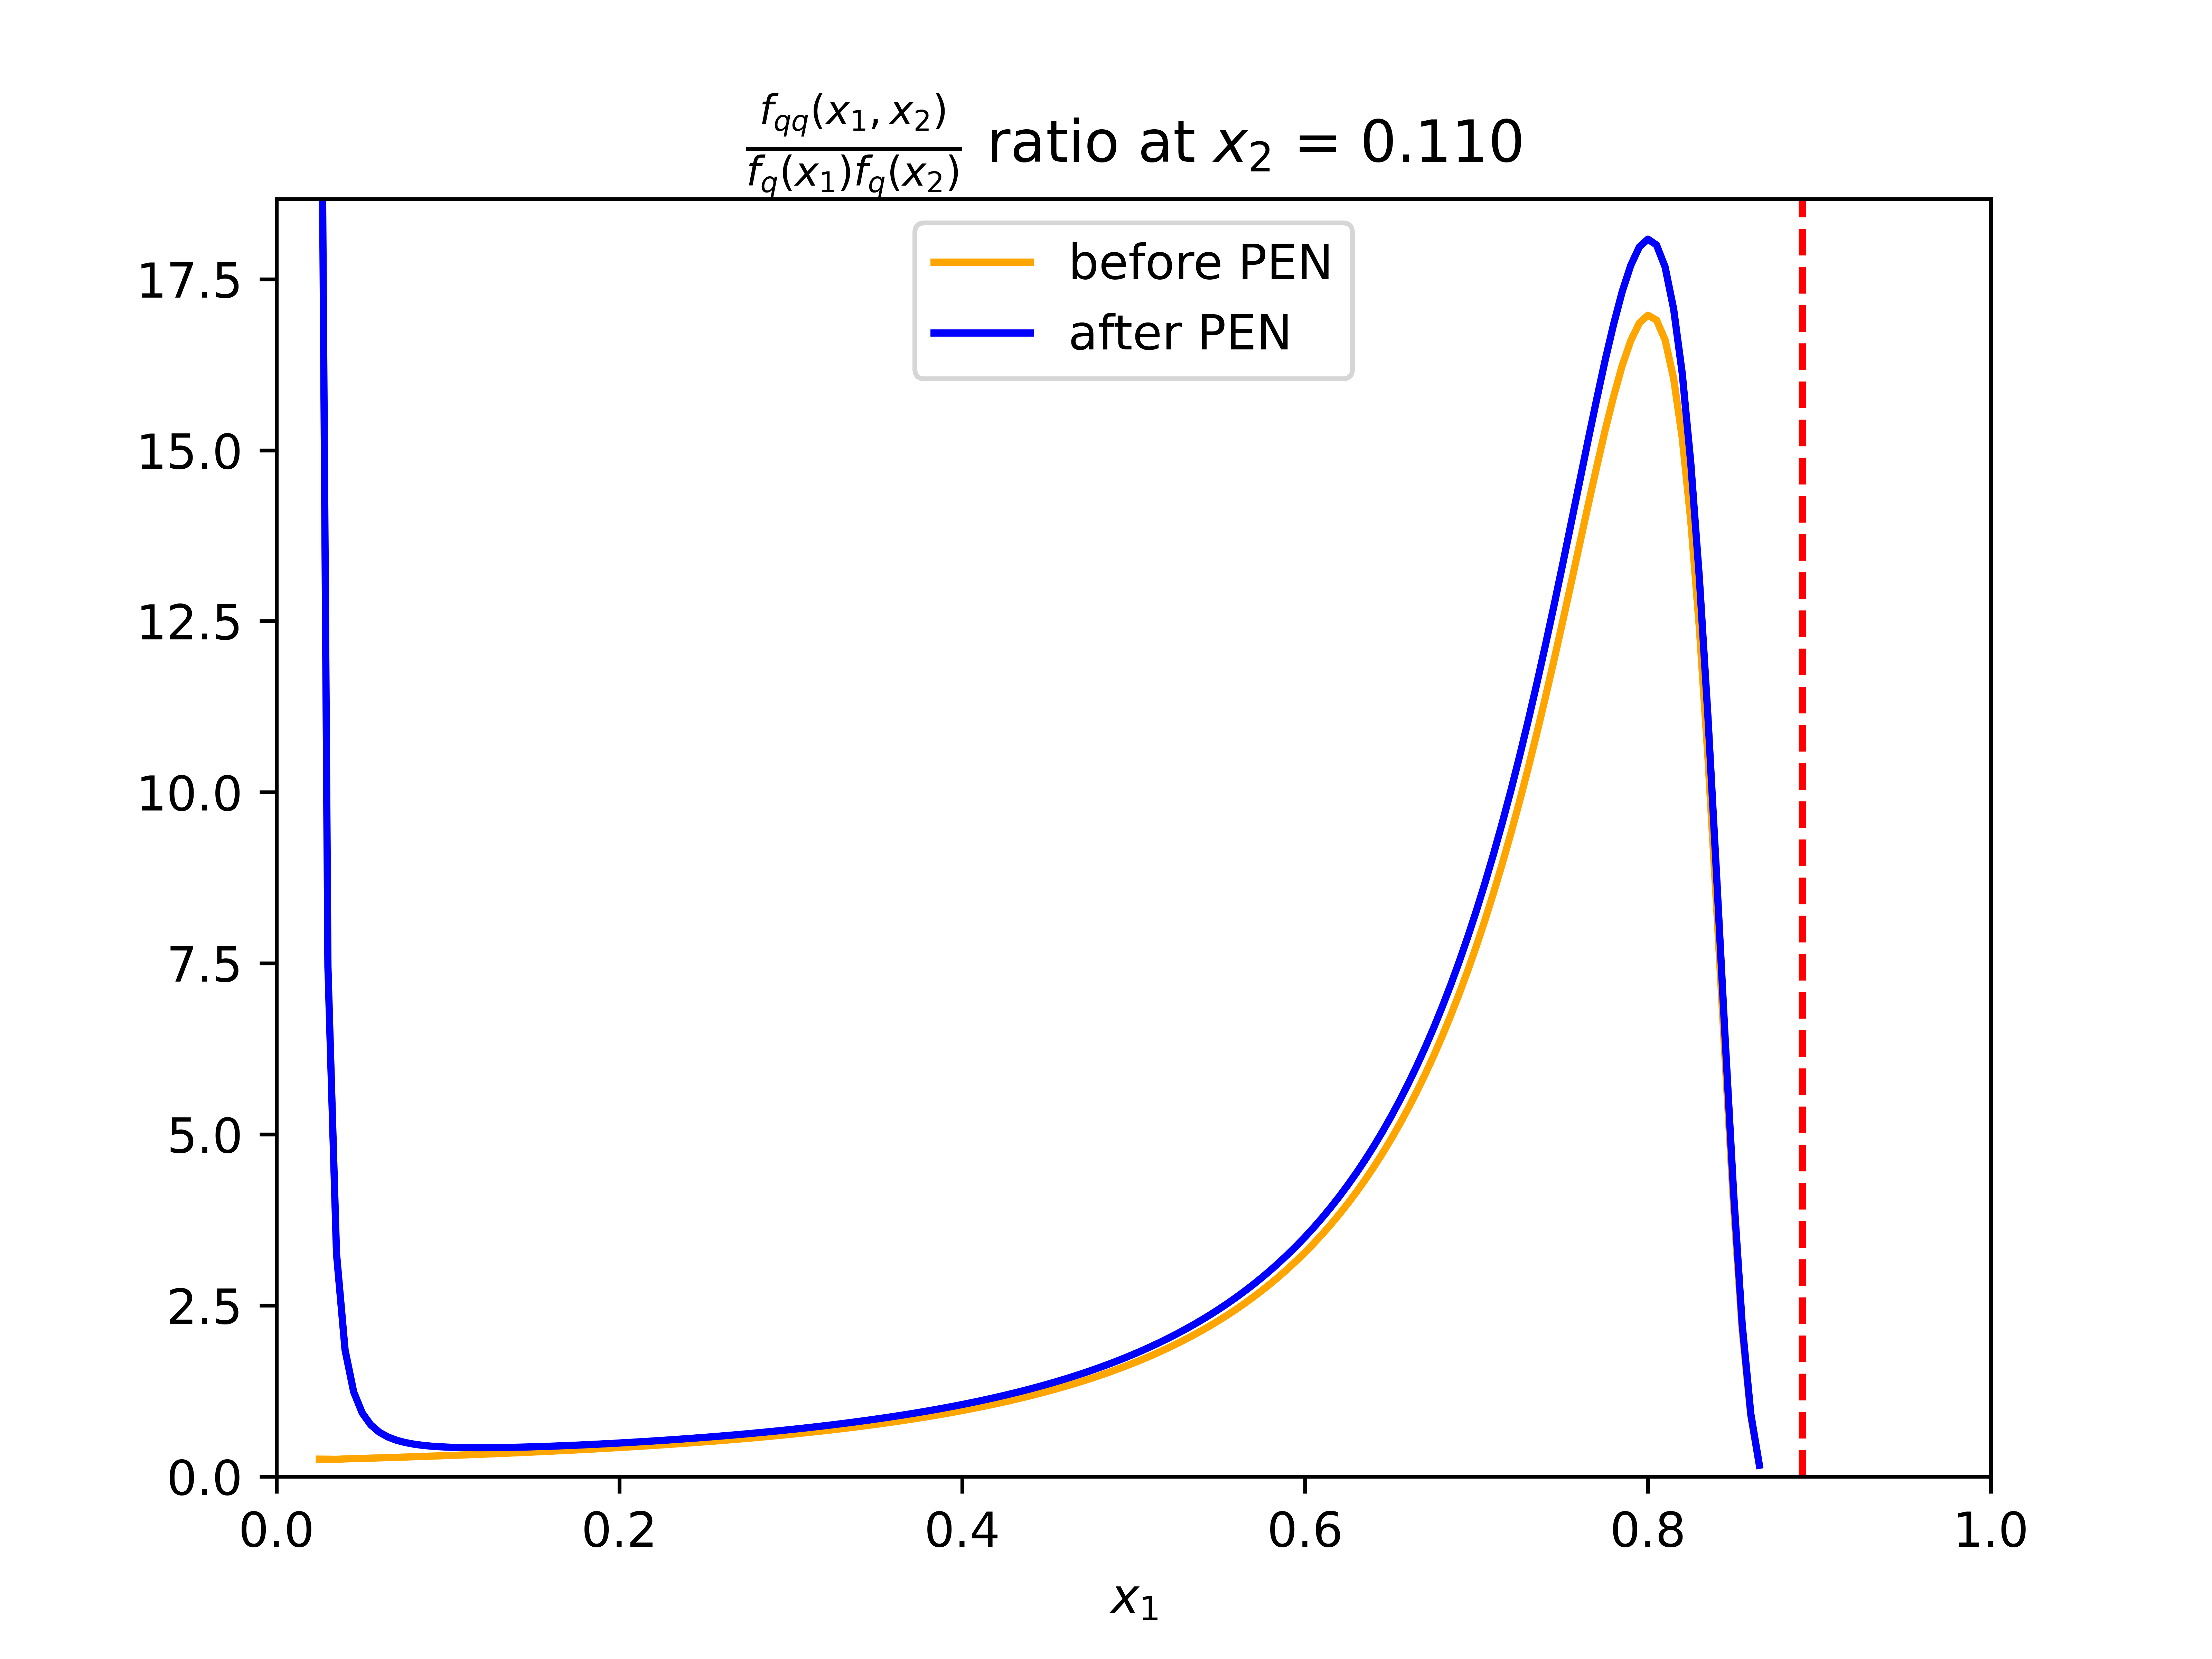 f_{qq}(x_1, x_2)
f_q(x_1)f_q(x_2) ratio at x_2 = 0.110
before PEN
after PEN
17.5
15.0
12.5
10.0
7.5
5.0
2.5
0.0
0.0 0.2 0.4 0.6 0.8 1.0
x_1